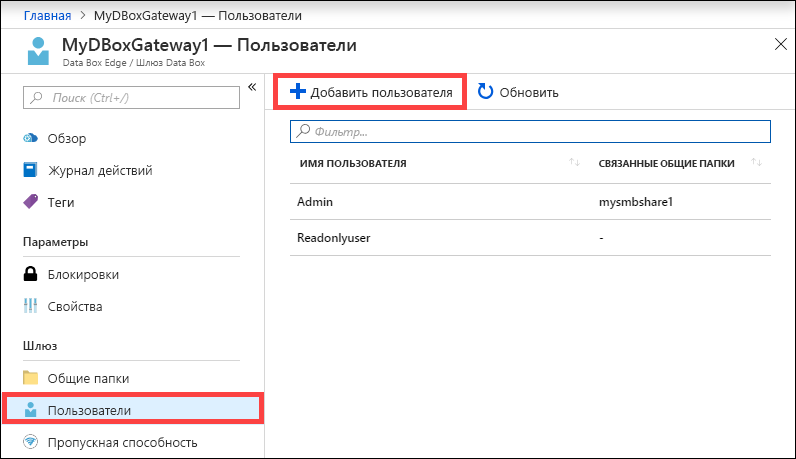 Главная > MyDBoxGateway1 — Пользователи
MyDBoxGateway1 — Пользователи
Data Box Edge / Шлюз Data Box
Поиск (Ctrl+/)
«
Обзор
Журнал действий
Теги
Параметры
Блокировки
Свойства
Шлюз
Общие папки
Пользователи
Пропускная способность
Добавить пользователя
Обновить
Фильтр...
ИМЯ ПОЛЬЗОВАТЕЛЯ СВЯЗАННЫЕ ОБЩИЕ ПАПКИ
Admin mysmbshare1
Readonlyuser -